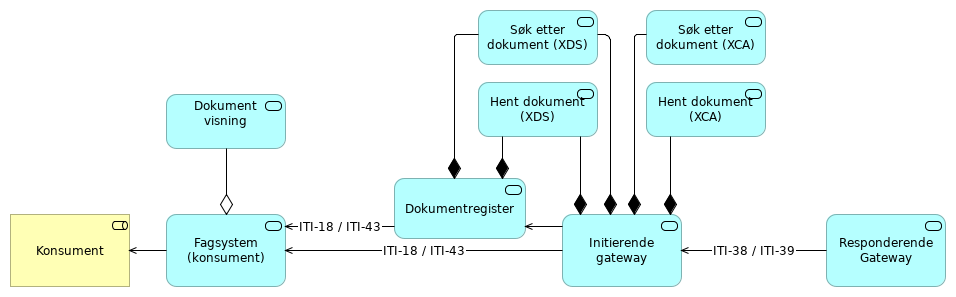 Søk etter
dokument (XDS)
Søk etter
dokument (XCA)
Hent dokument
(XDS)
Hent dokument
(XCA)
Dokument
visning
Dokumentregister
Konsument
Fagsystem
(konsument)
ITI-18 / ITI-43
ITI-18 / ITI-43
Initierende
gateway
ITI-38 / ITI-39
Responderende
Gateway